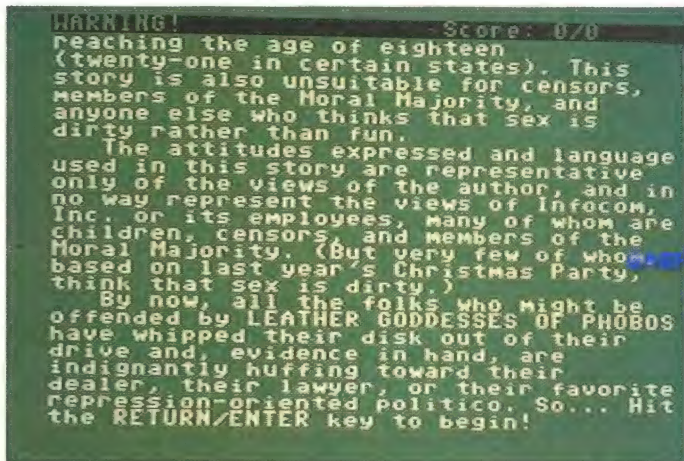 WARNING! Score: 0/0
reaching the age of eighteen
(twenty-one in certain states). This
story is also unsuitable for censors,
members of the Moral Majority, and
anyone else who thinks that sex is
dirty rather than fun.
The attitudes expressed and language
used in this story are representative
only of the views of the author, and in
no way represent the views of Infocom,
Inc. or its employees, many of whom are
children, censors, and members of the
Moral Majority. (But very few of whom,
based on last year's Christmas Party,
think that sex is dirty.)
By now, all the folks who might be
offended by LEATHER GODDESSES OF PHOBOS
have whipped their disk out of their
drive and, evidence in hand, are
indignantly huffing toward their
dealer, their lawyer, or their favorite
repression-oriented politico. So... Hit
the RETURN/ENTER key to begin!